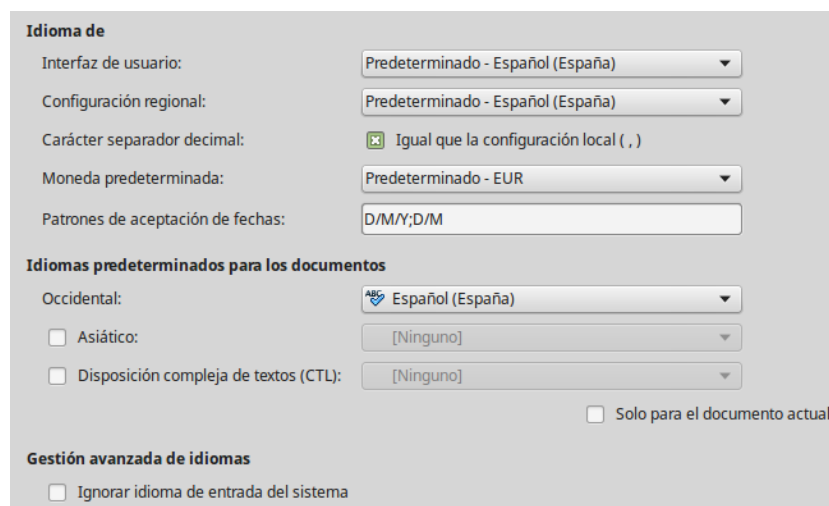 Idioma de
Interfaz de usuario: Predeterminado - Español (España)
Configuración regional: Predeterminado - Español (España)
Carácter separador decimal: Igual que la configuración local ( , )
Moneda predeterminada: Predeterminado - EUR
Patrones de aceptación de fechas: D/M/Y;D/M
Idiomas predeterminados para los documentos
Occidental: ABC Español (España)
Asiático: [Ninguno]
Disposición compleja de textos (CTL): [Ninguno]
Solo para el documento actual
Gestión avanzada de idiomas
Ignorar idioma de entrada del sistema